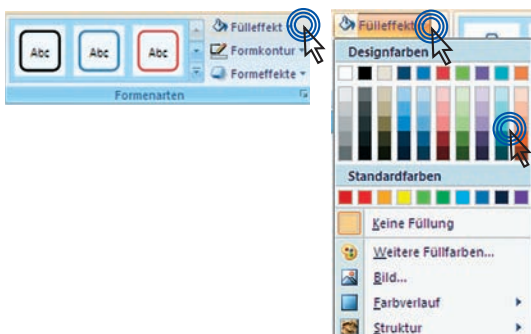 Abc Abc Abc
Fülleffekt
Formkontur
Formeffekte
Formenarten
Fülleffekt
Designfarben
Standardfarben
Keine Füllung
Weitere Füllfarben...
Bild...
Farbverlauf
Struktur